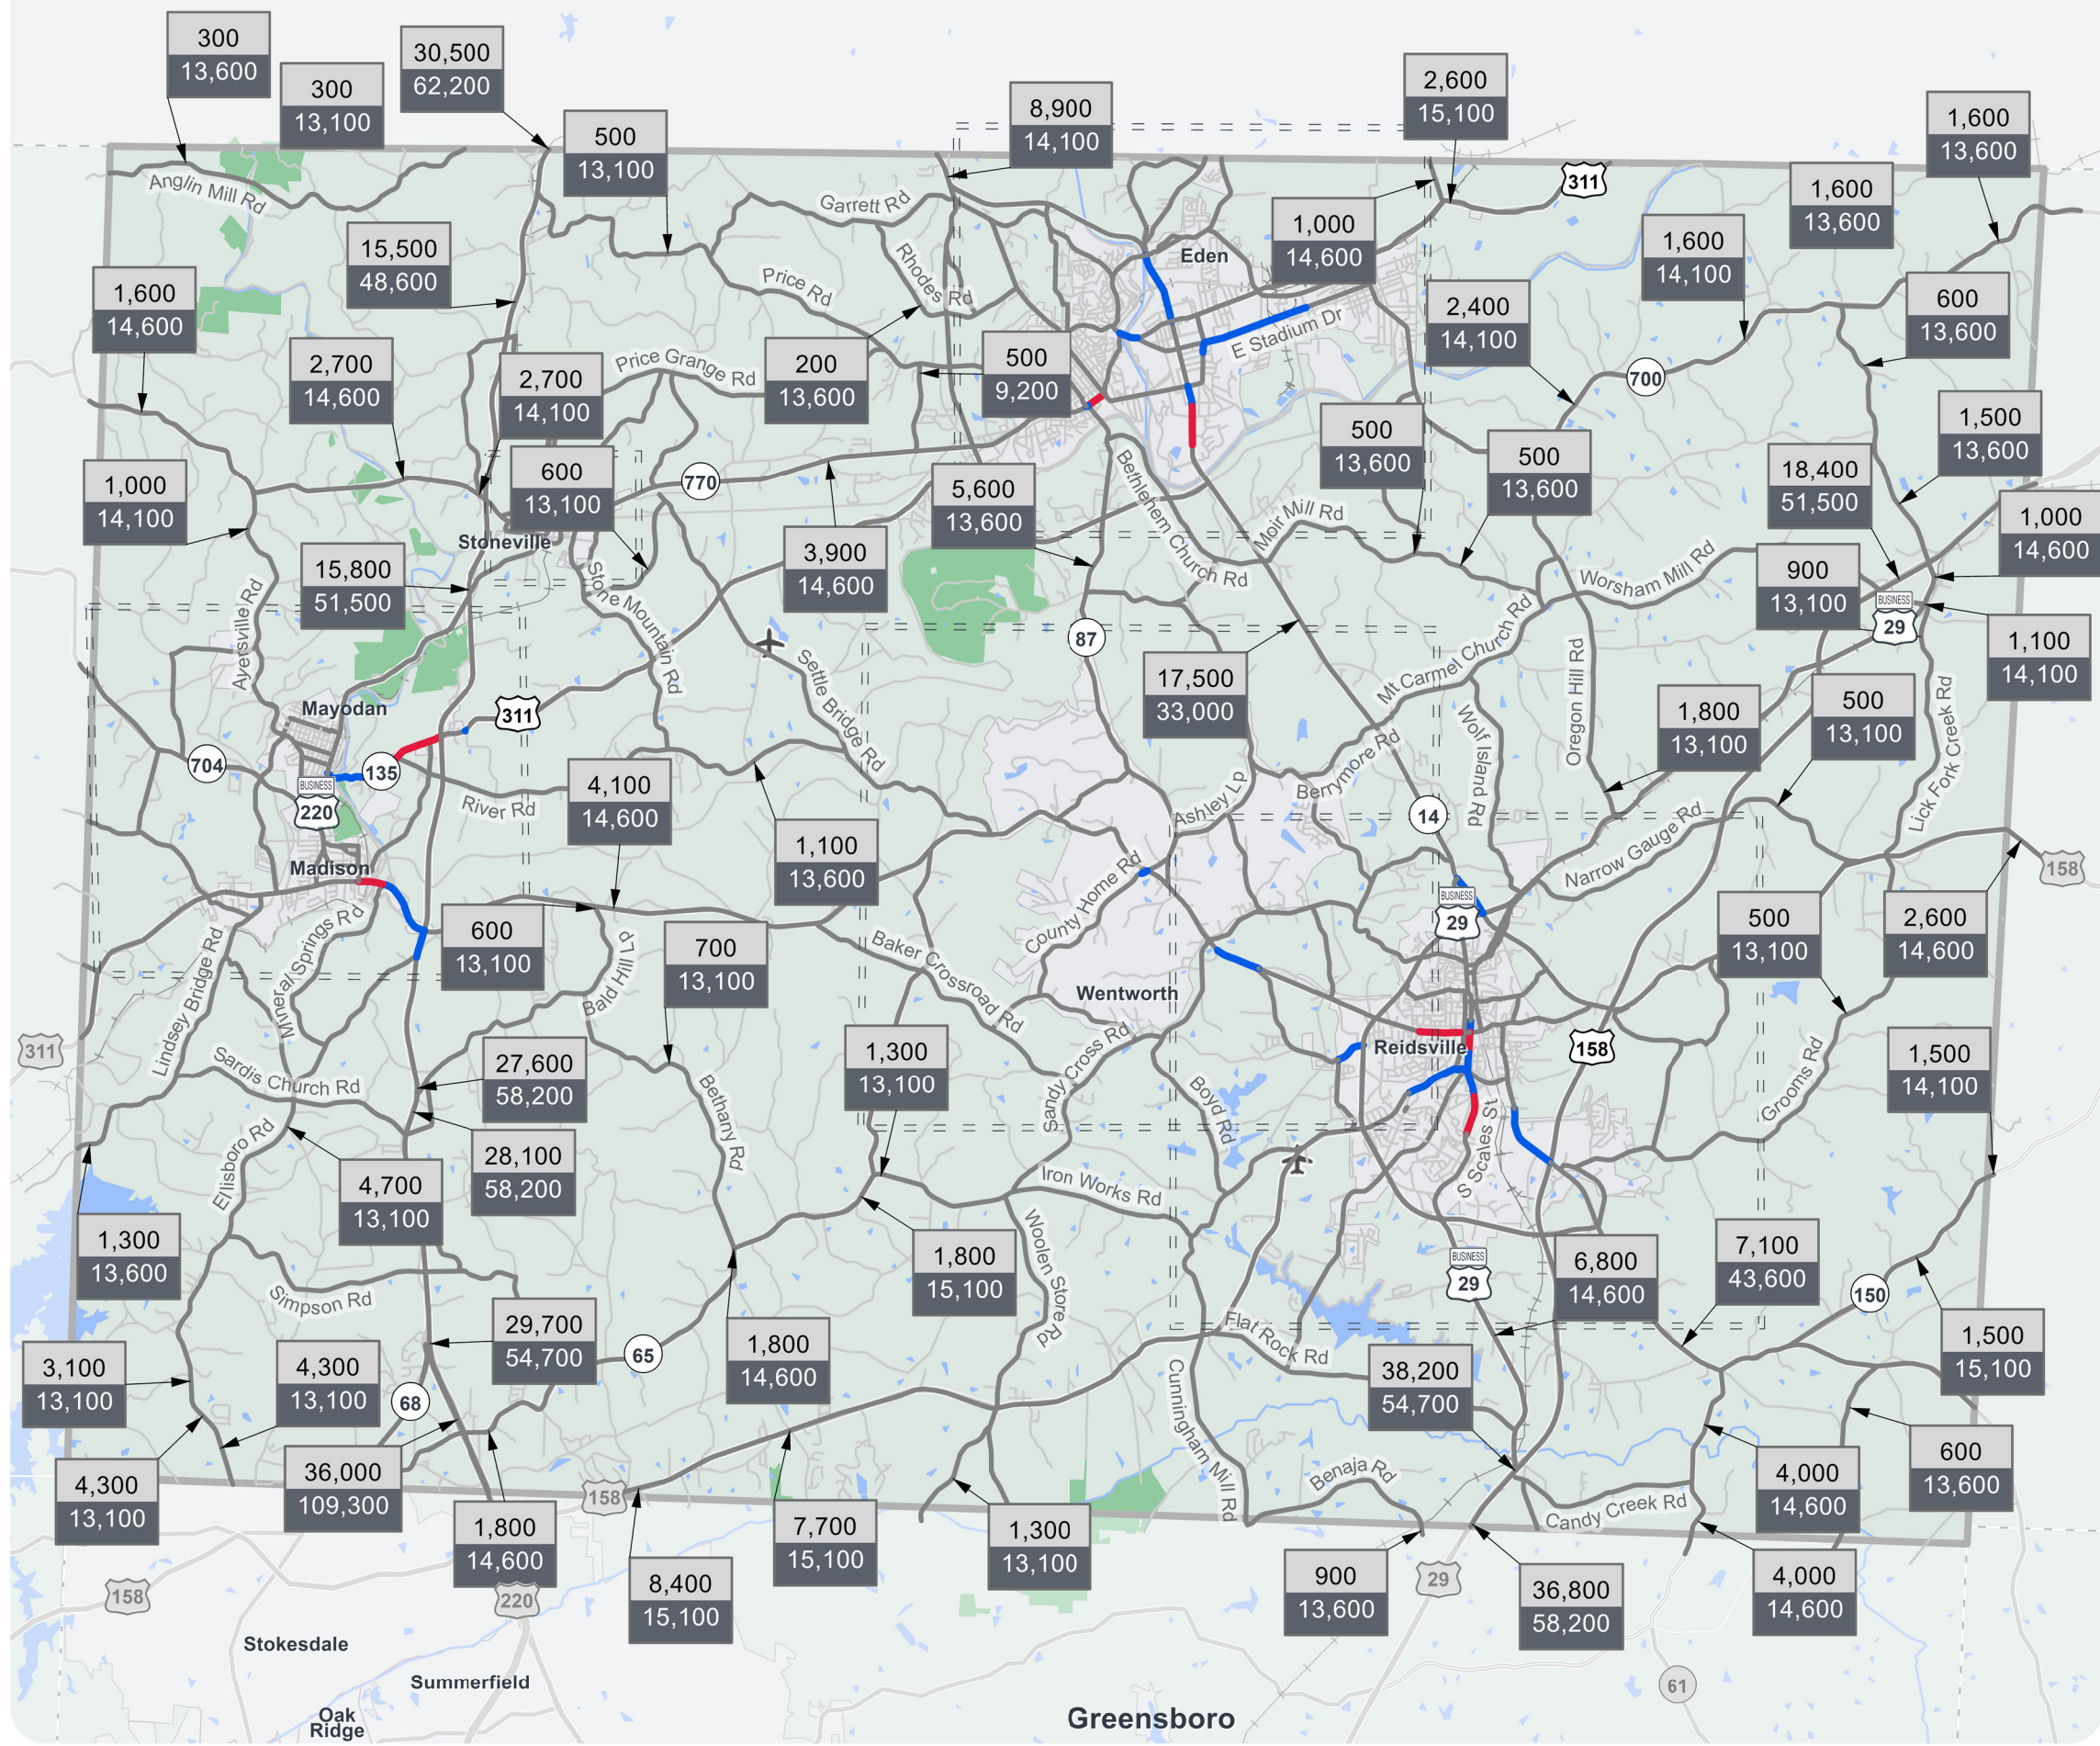 300
13,600
300
13,100
30,500
62,200
500
13,100
8,900
14,100
2,600
15,100
1,600
13,600
Anglin Mill Rd
Garrett Rd
311
1,600
13,600
15,500
48,600
Rhodes Rd
Eden
1,000
14,600
1,600
14,100
1,600
14,600
Price Rd
2,400
14,100
600
13,600
2,700
14,600
2,700
14,100
Price Grange Rd
200
13,600
500
9,200
E Stadium Dr
700
1,000
14,100
600
13,100
770
5,600
13,600
Bethlehem Church Rd
500
13,600
500
13,600
18,400
51,500
1,500
13,600
Stoneville
3,900
14,600
Moir Mill Rd
1,000
14,600
15,800
51,500
Stone Mountain Rd
Worsham Mill Rd
900
13,100
BUSINESS
29
Ayersville Rd
87
1,100
14,100
Settle Bridge Rd
17,500
33,000
Mt Carmel Church Rd
Oregon Hill Rd
Mayodan
311
Wolf Island Rd
1,800
13,100
500
13,100
Lick Fork Creek Rd
704
135
BUSINESS
220
River Rd
4,100
14,600
Berrymore Rd
Ashley Lp
14
1,100
13,600
Narrow Gauge Rd
158
Madison
County Home Rd
BUSINESS
29
Mineral Springs Rd
Lindsey Bridge Rd
600
13,100
Bald Hill Lp
700
13,100
Baker Crossroad Rd
500
13,100
2,600
14,600
Wentworth
311
Sardis Church Rd
27,600
58,200
1,300
13,100
Sandy Cross Rd
Reidsville
158
1,500
14,100
Bethany Rd
Boyd Rd
Grooms Rd
Ellisboro Rd
28,100
58,200
S Scales St
4,700
13,100
Iron Works Rd
1,300
13,600
1,800
15,100
Woolen Store Rd
BUSINESS
29
6,800
14,600
7,100
43,600
150
Simpson Rd
29,700
54,700
65
1,800
14,600
Flat Rock Rd
1,500
15,100
3,100
13,100
4,300
13,100
68
38,200
54,700
4,300
13,100
36,000
109,300
158
Cunningham Mill Rd
Benaja Rd
Candy Creek Rd
4,000
14,600
600
13,600
1,800
14,600
7,700
15,100
1,300
13,100
158
220
8,400
15,100
900
13,600
29
36,800
58,200
4,000
14,600
Stokesdale
Summerfield
61
Oak
Ridge
Greensboro